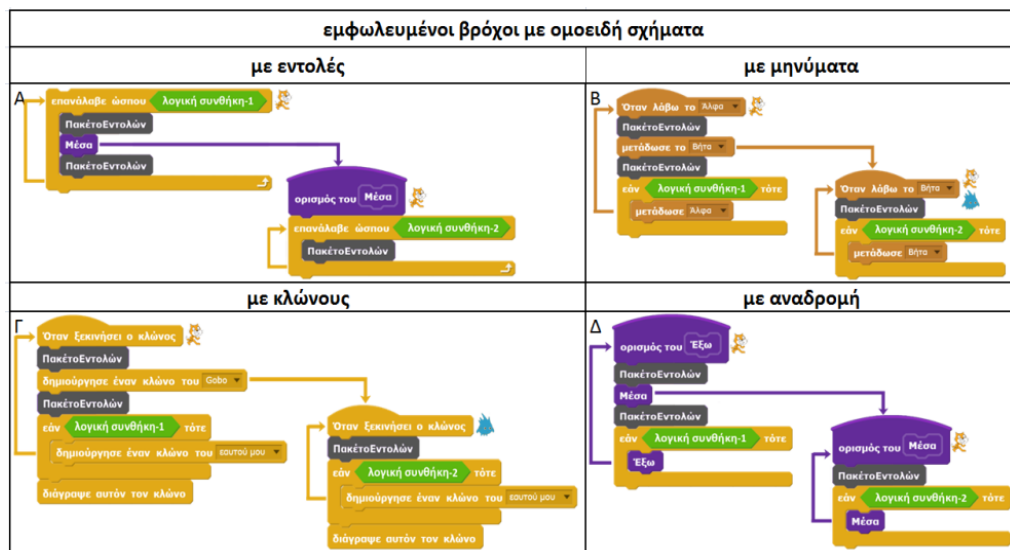 εμφωλευμένοι βρόχοι με ομοειδή σχήματα
με εντολές
με μηνύματα
Α
επανάλαβε ώσπου λογική συνθήκη-1
ΠακέτοΕντολών
Μέσα
ΠακέτοΕντολών
ορισμός του Μέσα
επανάλαβε ώσπου λογική συνθήκη-2
ΠακέτοΕντολών
Β
Όταν λάβω το Άλφα
ΠακέτοΕντολών
μετάδωσε το Βήτα
ΠακέτοΕντολών
εάν λογική συνθήκη-1 τότε
μετάδωσε Άλφα
Όταν λάβω το Βήτα
ΠακέτοΕντολών
εάν λογική συνθήκη-2 τότε
μετάδωσε Βήτα
με κλώνους
με αναδρομή
Γ
Όταν ξεκινήσει ο κλώνος
ΠακέτοΕντολών
δημιούργησε έναν κλώνο του Gobo
ΠακέτοΕντολών
εάν λογική συνθήκη-1 τότε
δημιούργησε έναν κλώνο του εαυτού μου
διάγραψε αυτόν τον κλώνο
Όταν ξεκινήσει ο κλώνος
ΠακέτοΕντολών
εάν λογική συνθήκη-2 τότε
δημιούργησε έναν κλώνο του εαυτού μου
διάγραψε αυτόν τον κλώνο
Δ
ορισμός του Έξω
ΠακέτοΕντολών
Μέσα
ΠακέτοΕντολών
εάν λογική συνθήκη-1 τότε
Έξω
ορισμός του Μέσα
ΠακέτοΕντολών
εάν λογική συνθήκη-2 τότε
Μέσα